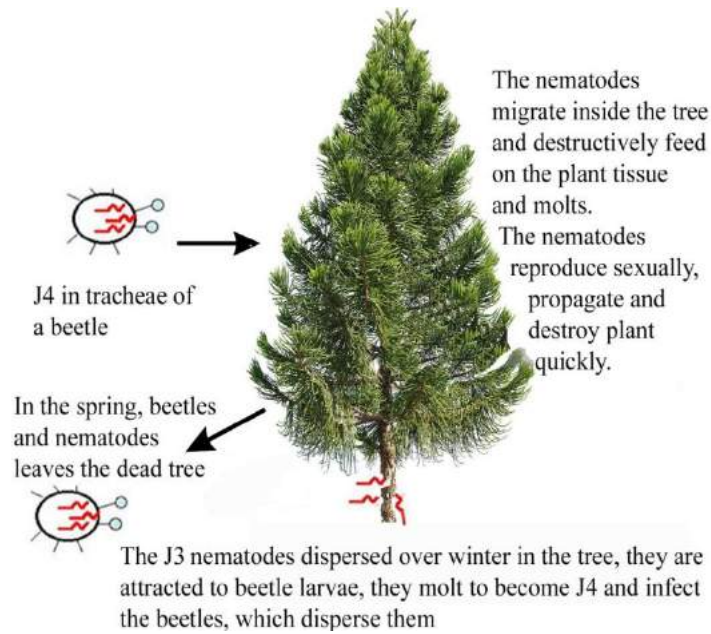 The nematodes
migrate inside the tree
and destructively feed
on the plant tissue
and molts.
The nematodes
reproduce sexually,
propagate and
destroy plant
quickly.
J4 in tracheae of
a beetle
In the spring, beetles
and nematodes
leaves the dead tree
The J3 nematodes dispersed over winter in the tree, they are
attracted to beetle larvae, they molt to become J4 and infect
the beetles, which disperse them